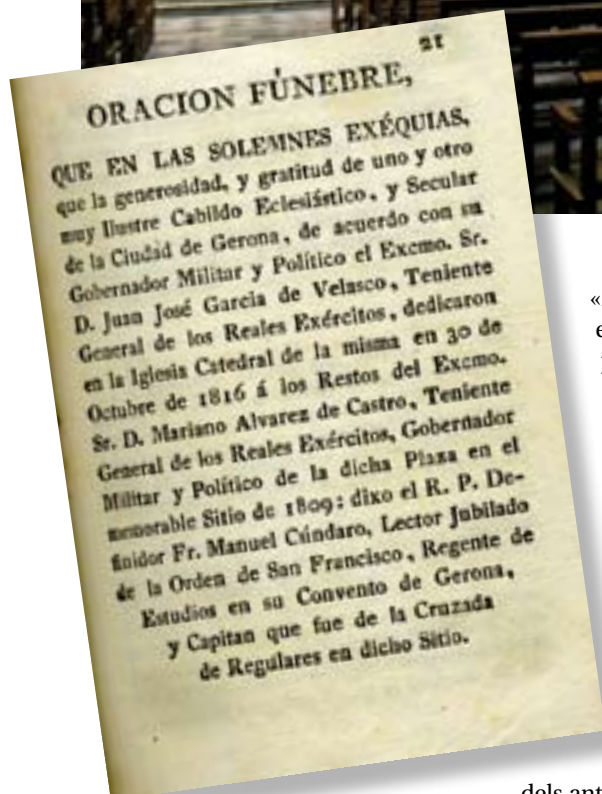 21
ORACION FÚNEBRE,
QUE EN LAS SOLEMNES EXÉQUIAS,
que la generosidad, y gratitud de uno y otro
muy Ilustre Cabildo Eclesiástico, y Secular
de la Ciudad de Gerona, de acuerdo con su
Gobernador Militar y Político el Excmo. Sr.
D. Juan José Garcia de Velasco, Teniente
General de los Reales Exércitos, dedicaron
en la Iglesia Catedral de la misma en 30 de
Octubre de 1816 á los Restos del Excmo.
Sr. D. Mariano Alvarez de Castro, Teniente
General de los Reales Exércitos, Gobernador
Militar y Político de la dicha Plaza en el
memorable Sitio de 1809: dixo el R. P. De-
finidor Fr. Manuel Cúndaro, Lector Jubilado
de la Orden de San Francisco, Regente de
Estudios en su Convento de Gerona,
y Capitan que fue de la Cruzada
de Regulares en dicho Sitio.
«
dels ant